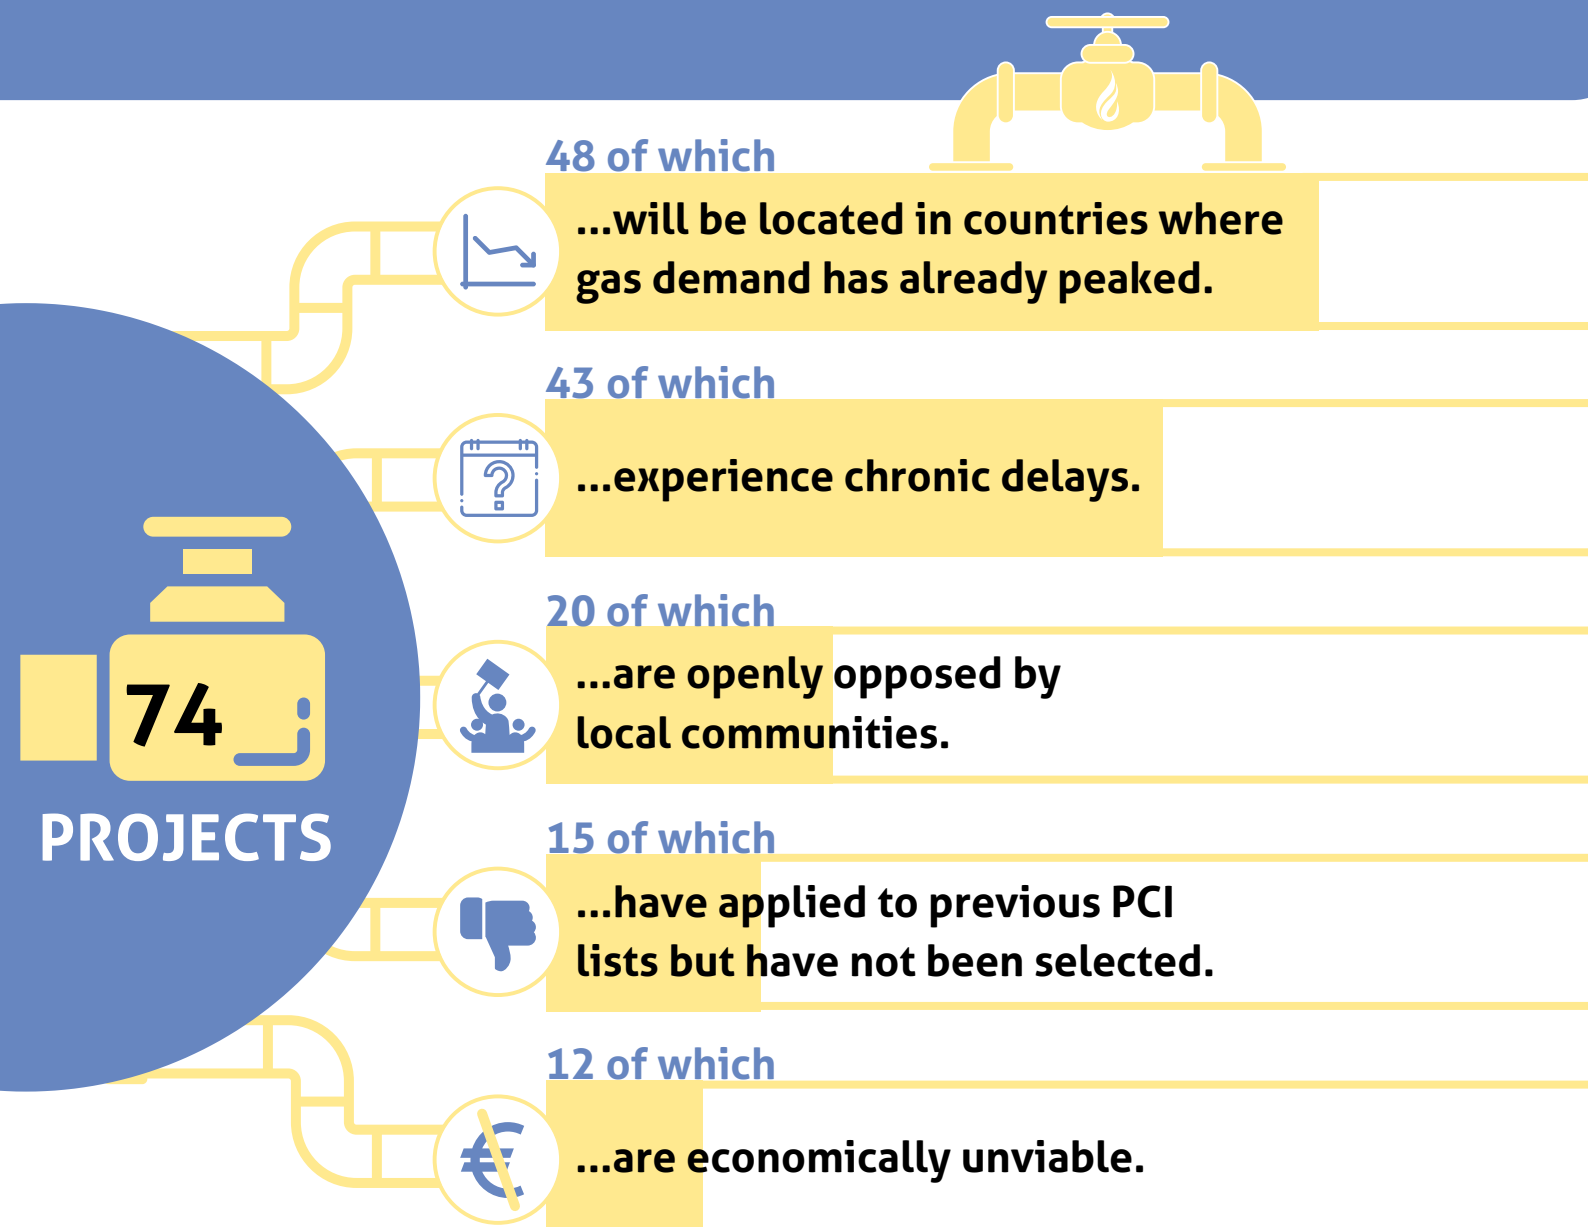 74
PROJECTS
48 of which
...will be located in countries where
gas demand has already peaked.
43 of which
...experience chronic delays.
20 of which
...are openly opposed by
local communities.
15 of which
...have applied to previous PCI
lists but have not been selected.
12 of which
...are economically unviable.